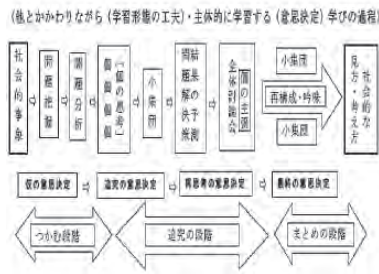 (他とかかわりながら(学習形態の工夫)・主体的に学習する(意思決定)学びの過程)
社会的事象
問題把握
問題分析
「個の思考」
個 個 個 個
小集団
結果の予測
問題解決策
全体討論会
個の主張
小集団
再構成・吟味
小集団
社会的な見方・考え方
仮の意思決定
追究の意思決定
再思考の意思決定
最終の意思決定
つかむ段階
追究の段階
まとめの段階